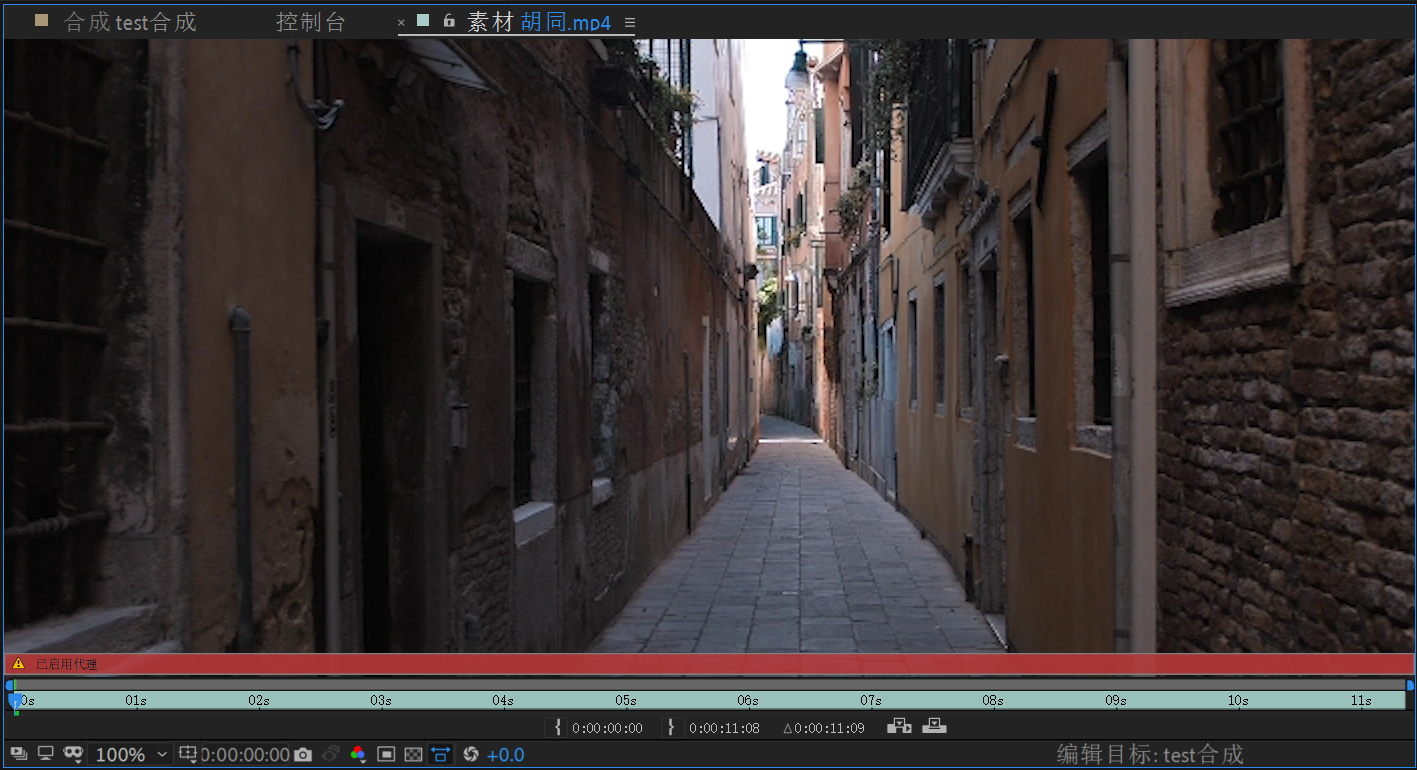 合成 test合成 控制台 × 素材 胡同.mp4 ≡
已启用代理
0s 01s 02s 03s 04s 05s 06s 07s 08s 09s 10s 11s
{ 0:00:00:00 } 0:00:11:08 △0:00:11:09
100% 0:00:00:00 +0.0 编辑目标: test合成